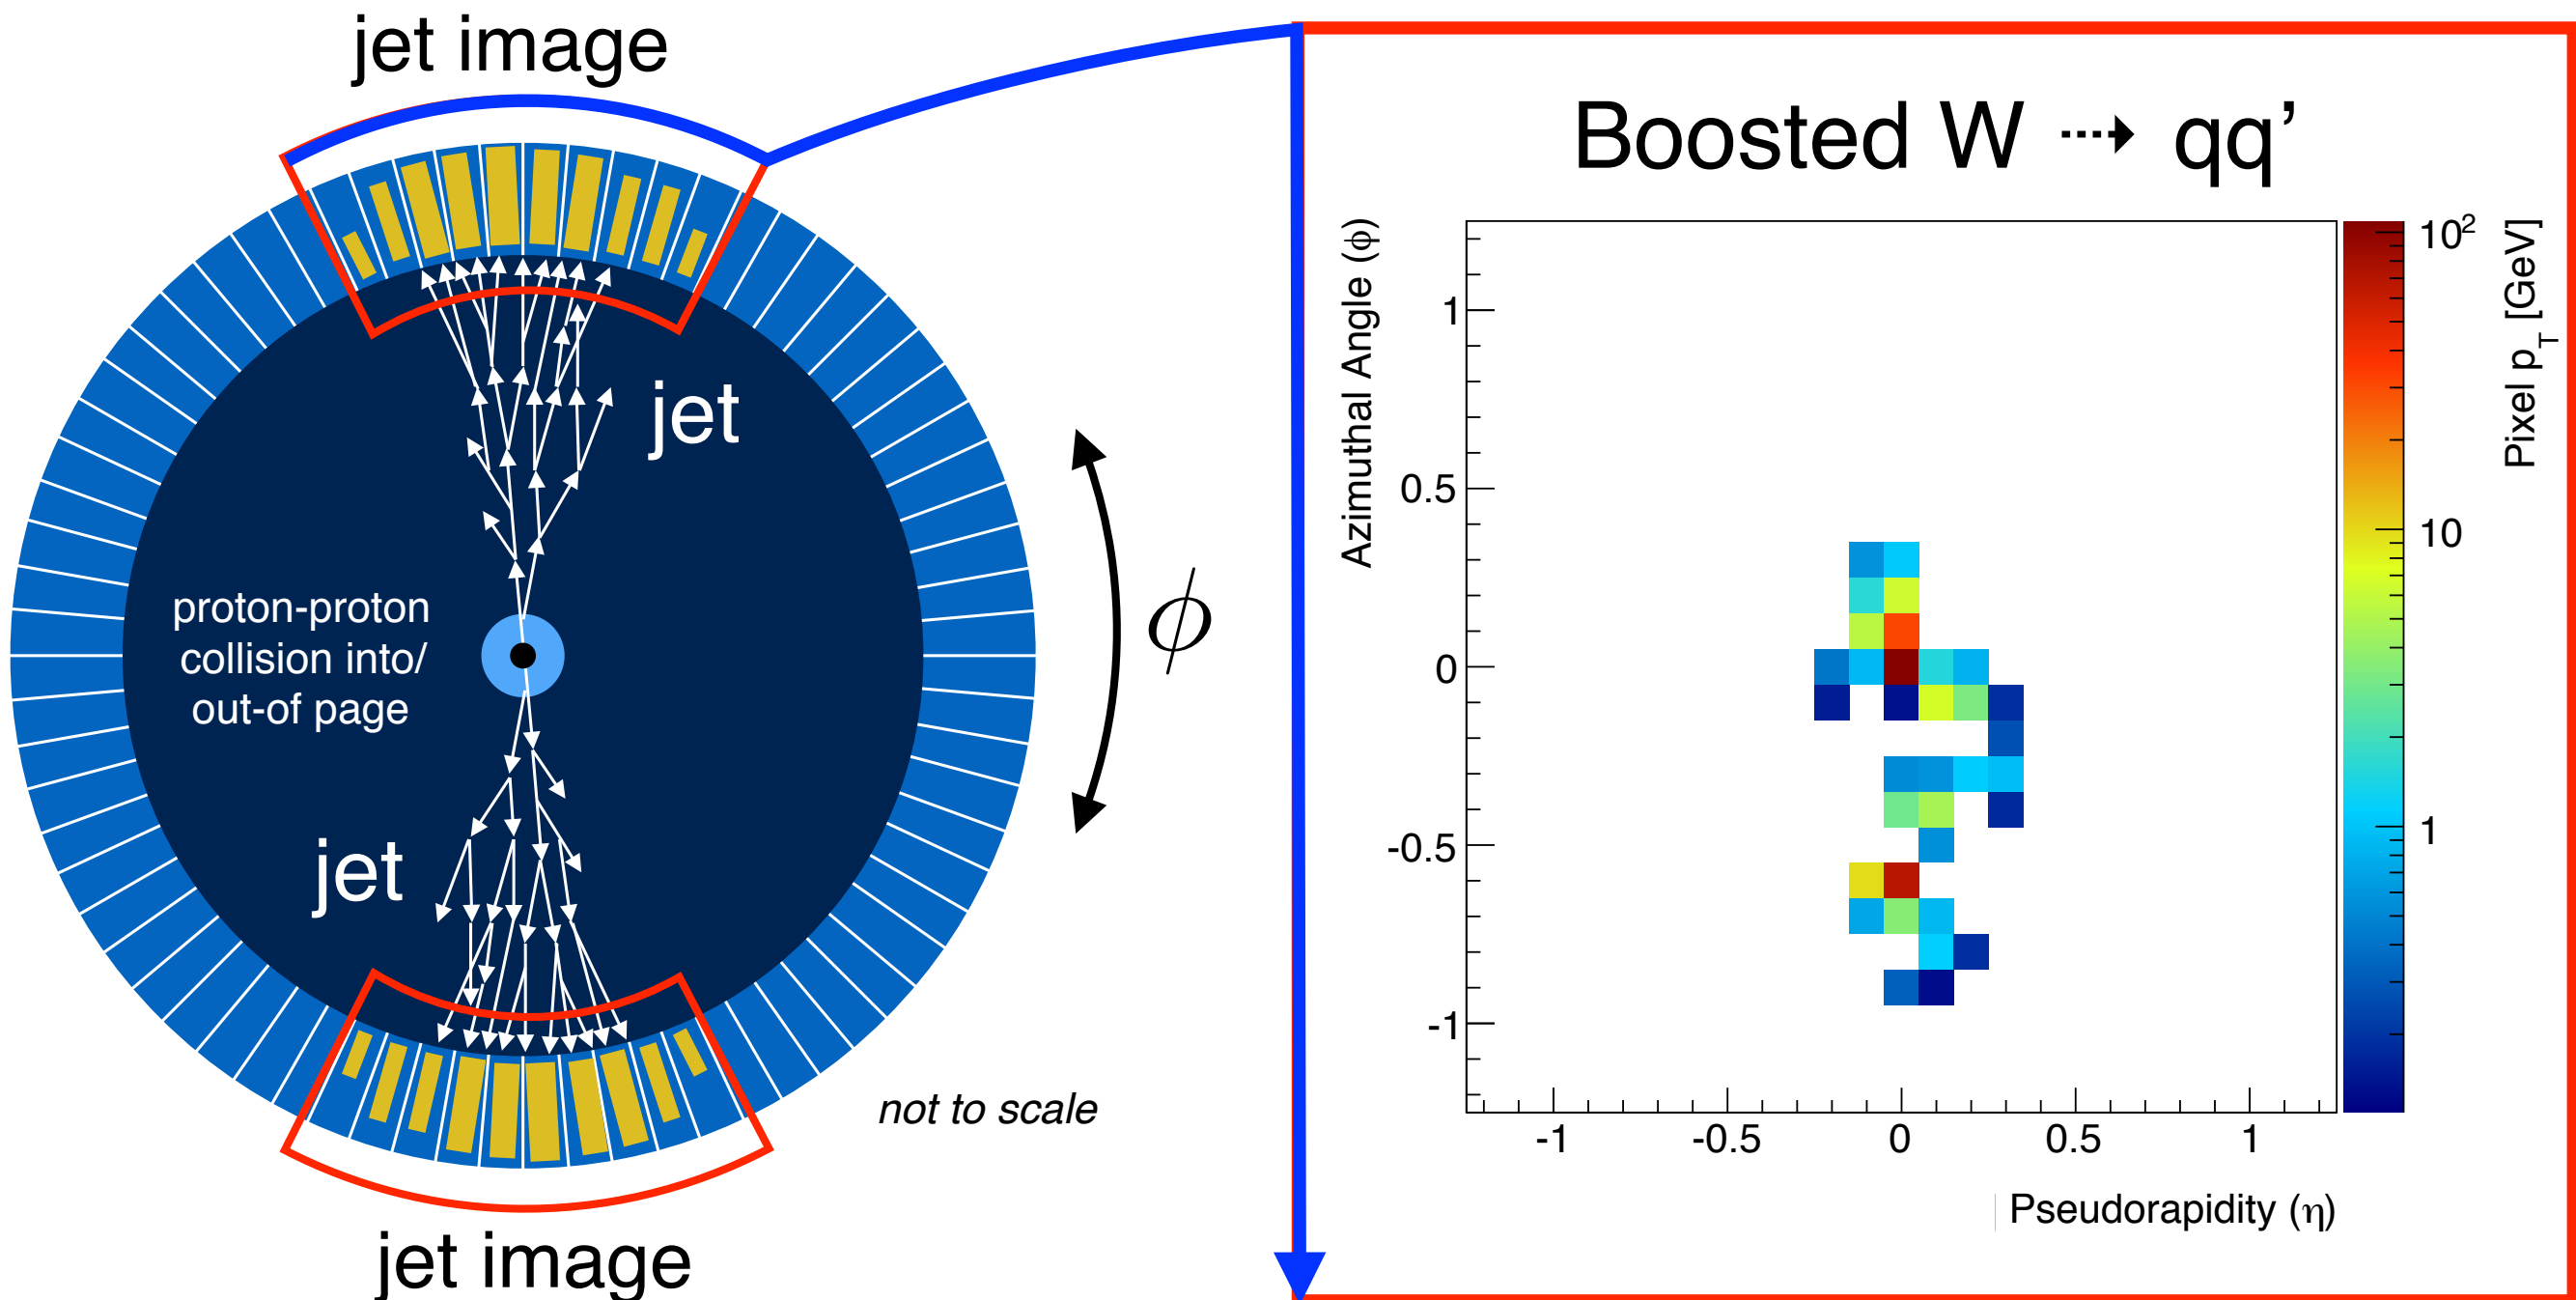 jet image
jet
proton-proton
collision into/
out-of page
ϕ
jet
not to scale
jet image
Boosted W ⇢ qq’
Azimuthal Angle (ϕ)
1
0.5
0
-0.5
-1
-1 -0.5 0 0.5 1
Pseudorapidity (η)
10²
10
1
Pixel p_T [GeV]